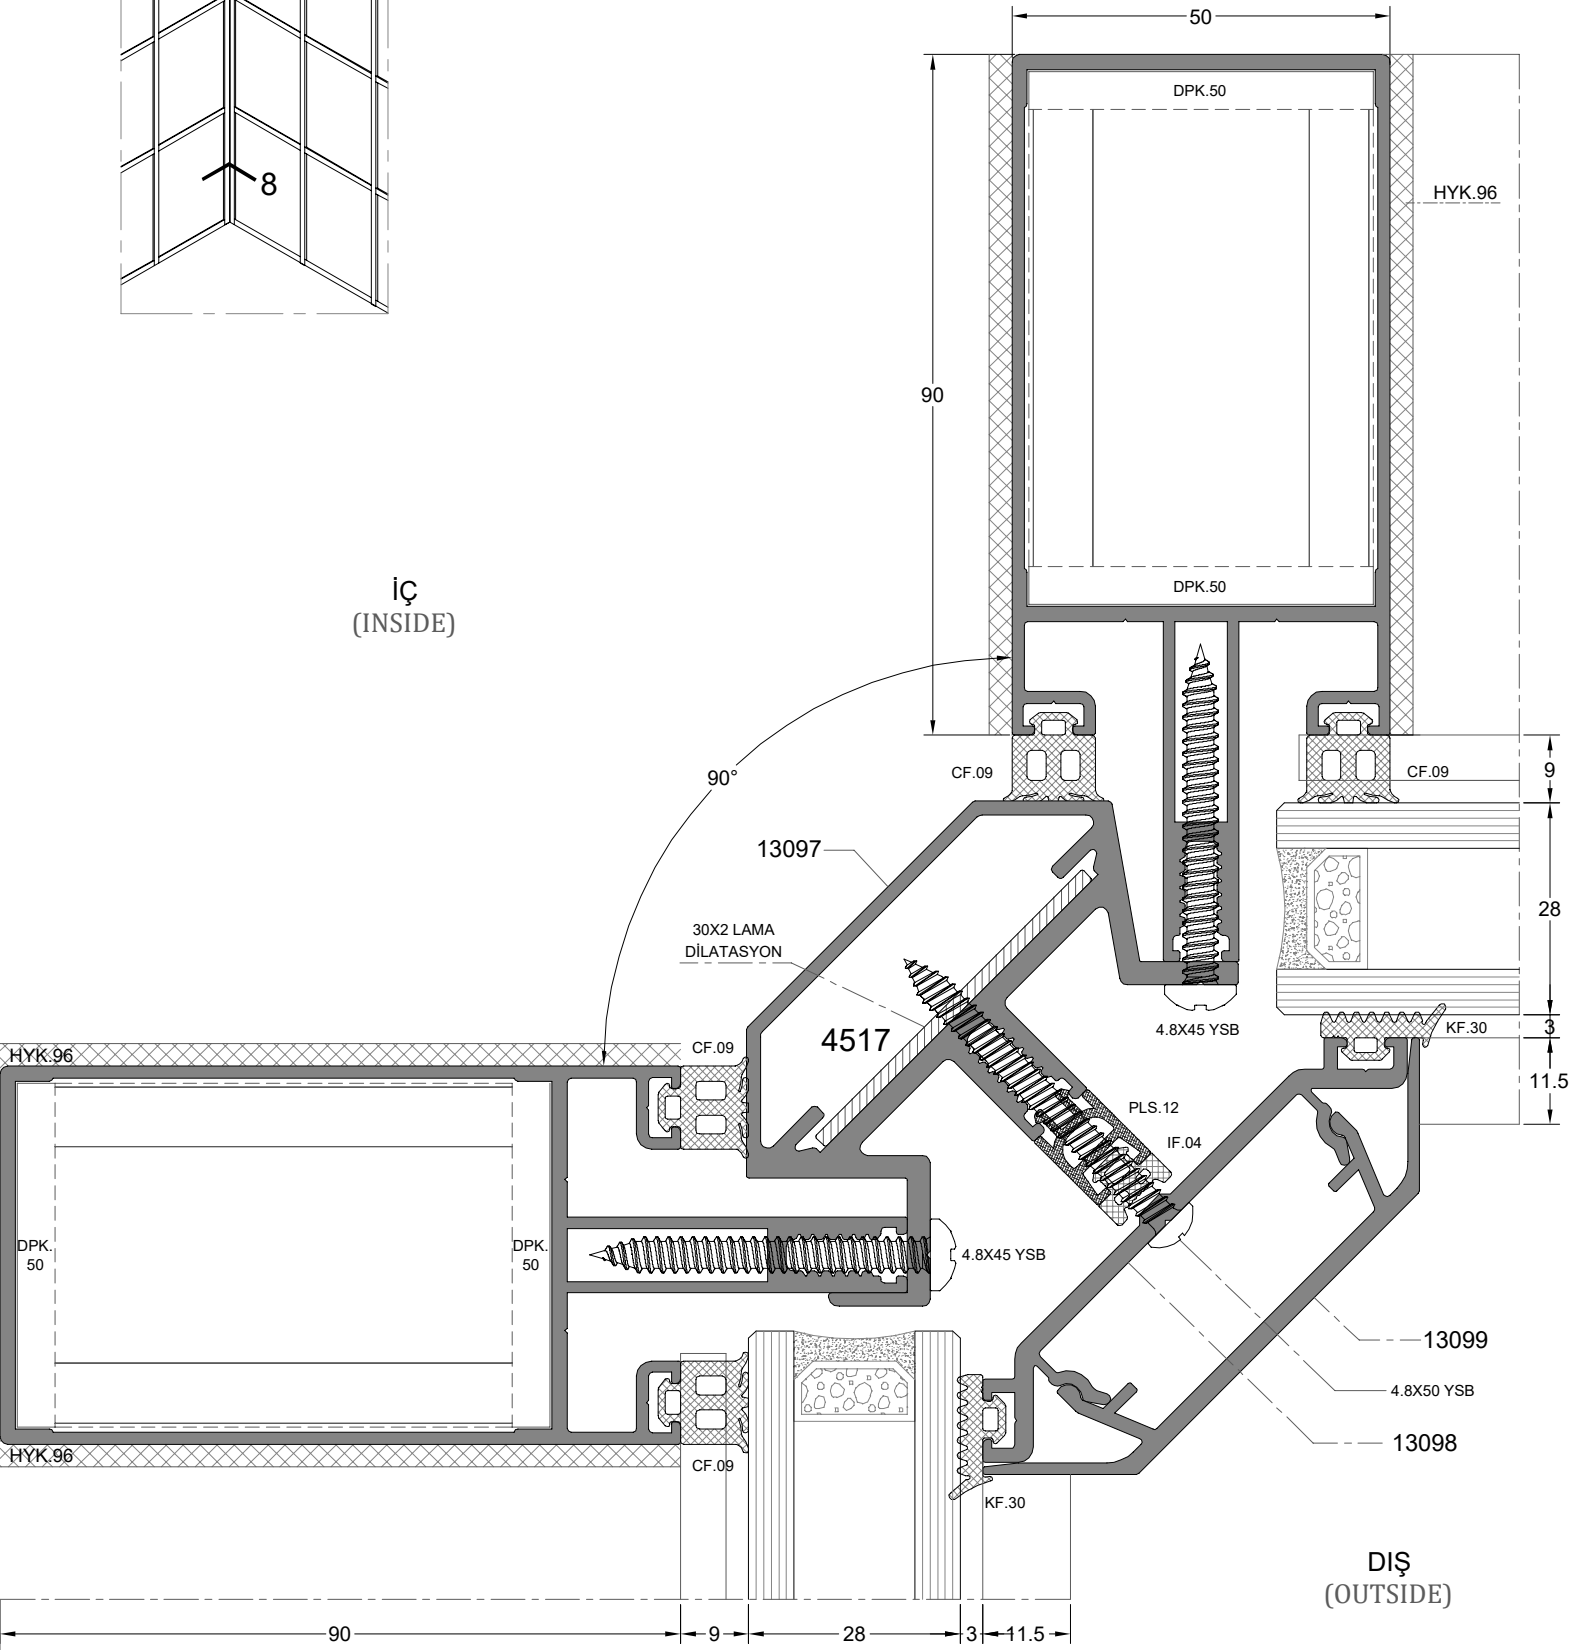 50
DPK.50
8
HYK.96
90
İÇ
(INSIDE)
DPK.50
90°
CF.09
CF.09
9
13097
28
30X2 LAMA
DİLATASYON
4517
4.8X45 YSB
KF.30
3
HYK.96
CF.09
11.5
PLS.12
IF.04
DPK.
50
DPK.
50
4.8X45 YSB
13099
4.8X50 YSB
13098
HYK.96
CF.09
KF.30
DIŞ
(OUTSIDE)
90
9
28
3
11.5